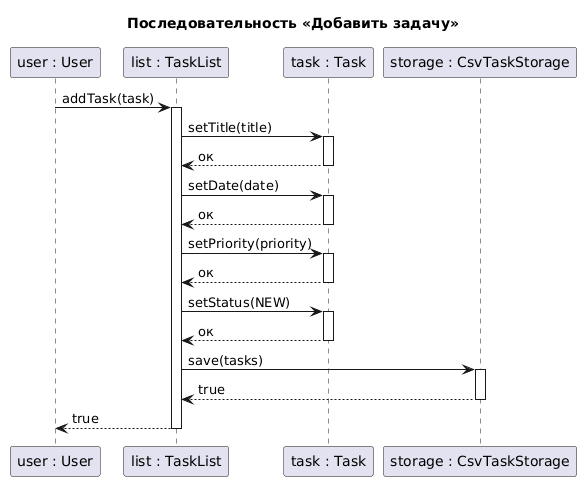 Последовательность «Добавить задачу»
user : User
list : TaskList
task : Task
storage : CsvTaskStorage
addTask(task)
setTitle(title)
ок
setDate(date)
ок
setPriority(priority)
ок
setStatus(NEW)
ок
save(tasks)
true
true
user : User
list : TaskList
task : Task
storage : CsvTaskStorage